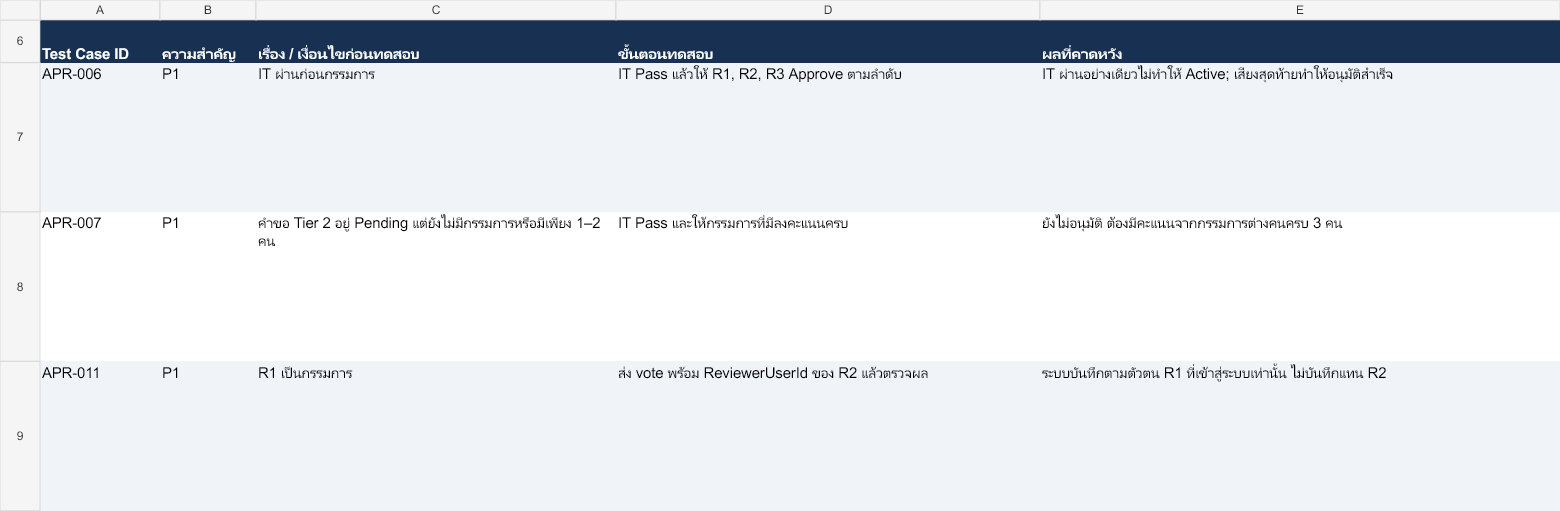 A B C D E
6 Test Case ID ความสำคัญ เรื่อง / เงื่อนไขก่อนทดสอบ ขั้นตอนทดสอบ ผลที่คาดหวัง
APR-006 P1 IT ผ่านก่อนกรรมการ IT Pass แล้วให้ R1, R2, R3 Approve ตามลำดับ IT ผ่านอย่างเดียวไม่ทำให้ Active; เสียงสุดท้ายทำให้อนุมัติสำเร็จ
7
APR-007 P1 คำขอ Tier 2 อยู่ Pending แต่ยังไม่มีกรรมการหรือมีเพียง 1–2 IT Pass และให้กรรมการที่มีลงคะแนนครบ ยังไม่อนุมัติ ต้องมีคะแนนจากกรรมการต่างคนครบ 3 คน
คน
8
APR-011 P1 R1 เป็นกรรมการ ส่ง vote พร้อม ReviewerUserId ของ R2 แล้วตรวจผล ระบบบันทึกตามตัวตน R1 ที่เข้าสู่ระบบเท่านั้น ไม่บันทึกแทน R2
9